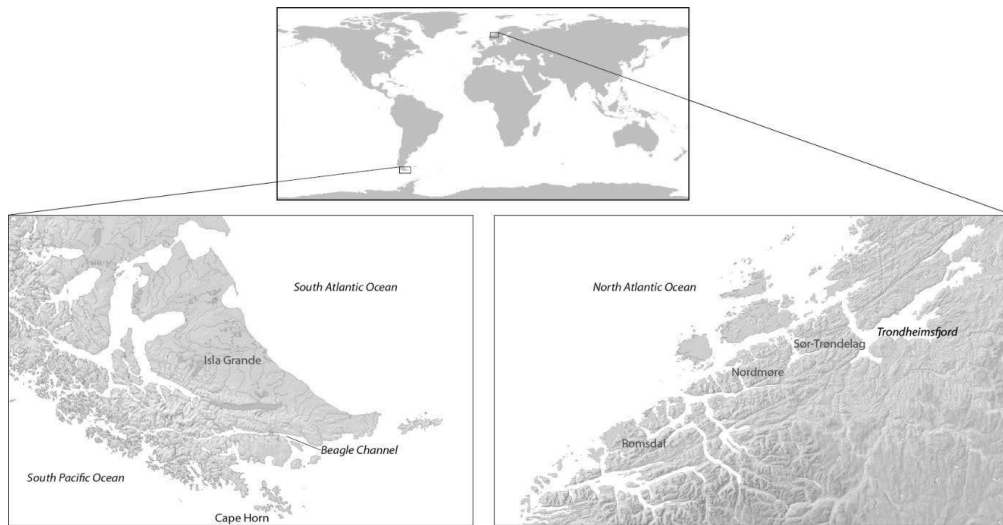 South Atlantic Ocean
Isla Grande
Beagle Channel
South Pacific Ocean
Cape Horn
North Atlantic Ocean
Trondheimsfjord
Sør-Trøndelag
Nordmøre
Romsdal